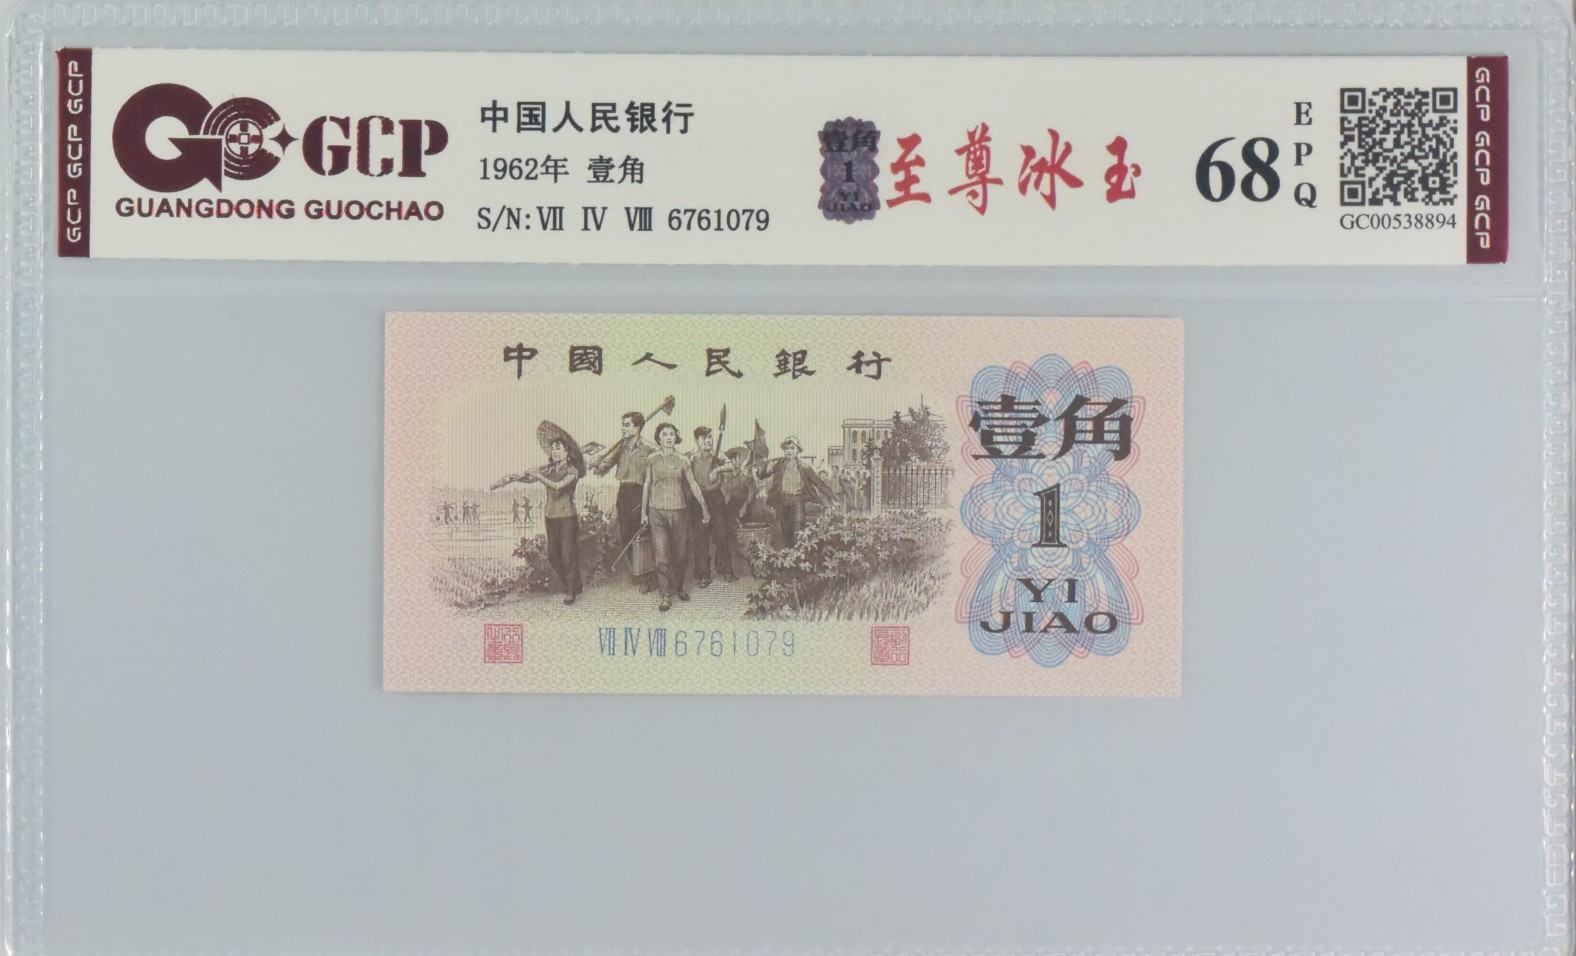 GCP
GUANGDONG GUOCHAO
中国人民银行
1962年 壹角
S/N: Ⅶ Ⅳ Ⅷ 6761079
壹角
1
YI
JIAO
至尊冰玉
68
EPQ
GC00538894
GCP GCP GCP
GCP GCP GCP
中國人民銀行
壹角
1
YI
JIAO
Ⅶ Ⅳ Ⅷ 6761079